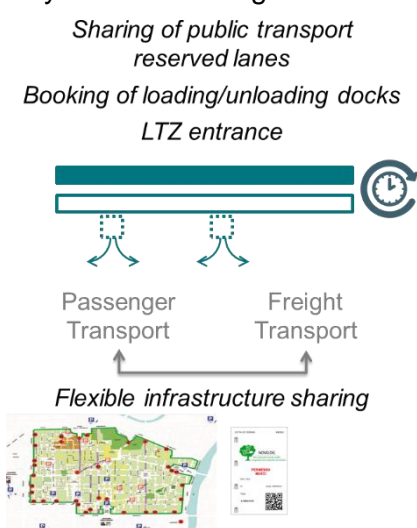 Sharing of public transport
reserved lanes
Booking of loading/unloading docks
LTZ entrance
Passenger
Transport
Freight
Transport
Flexible infrastructure sharing